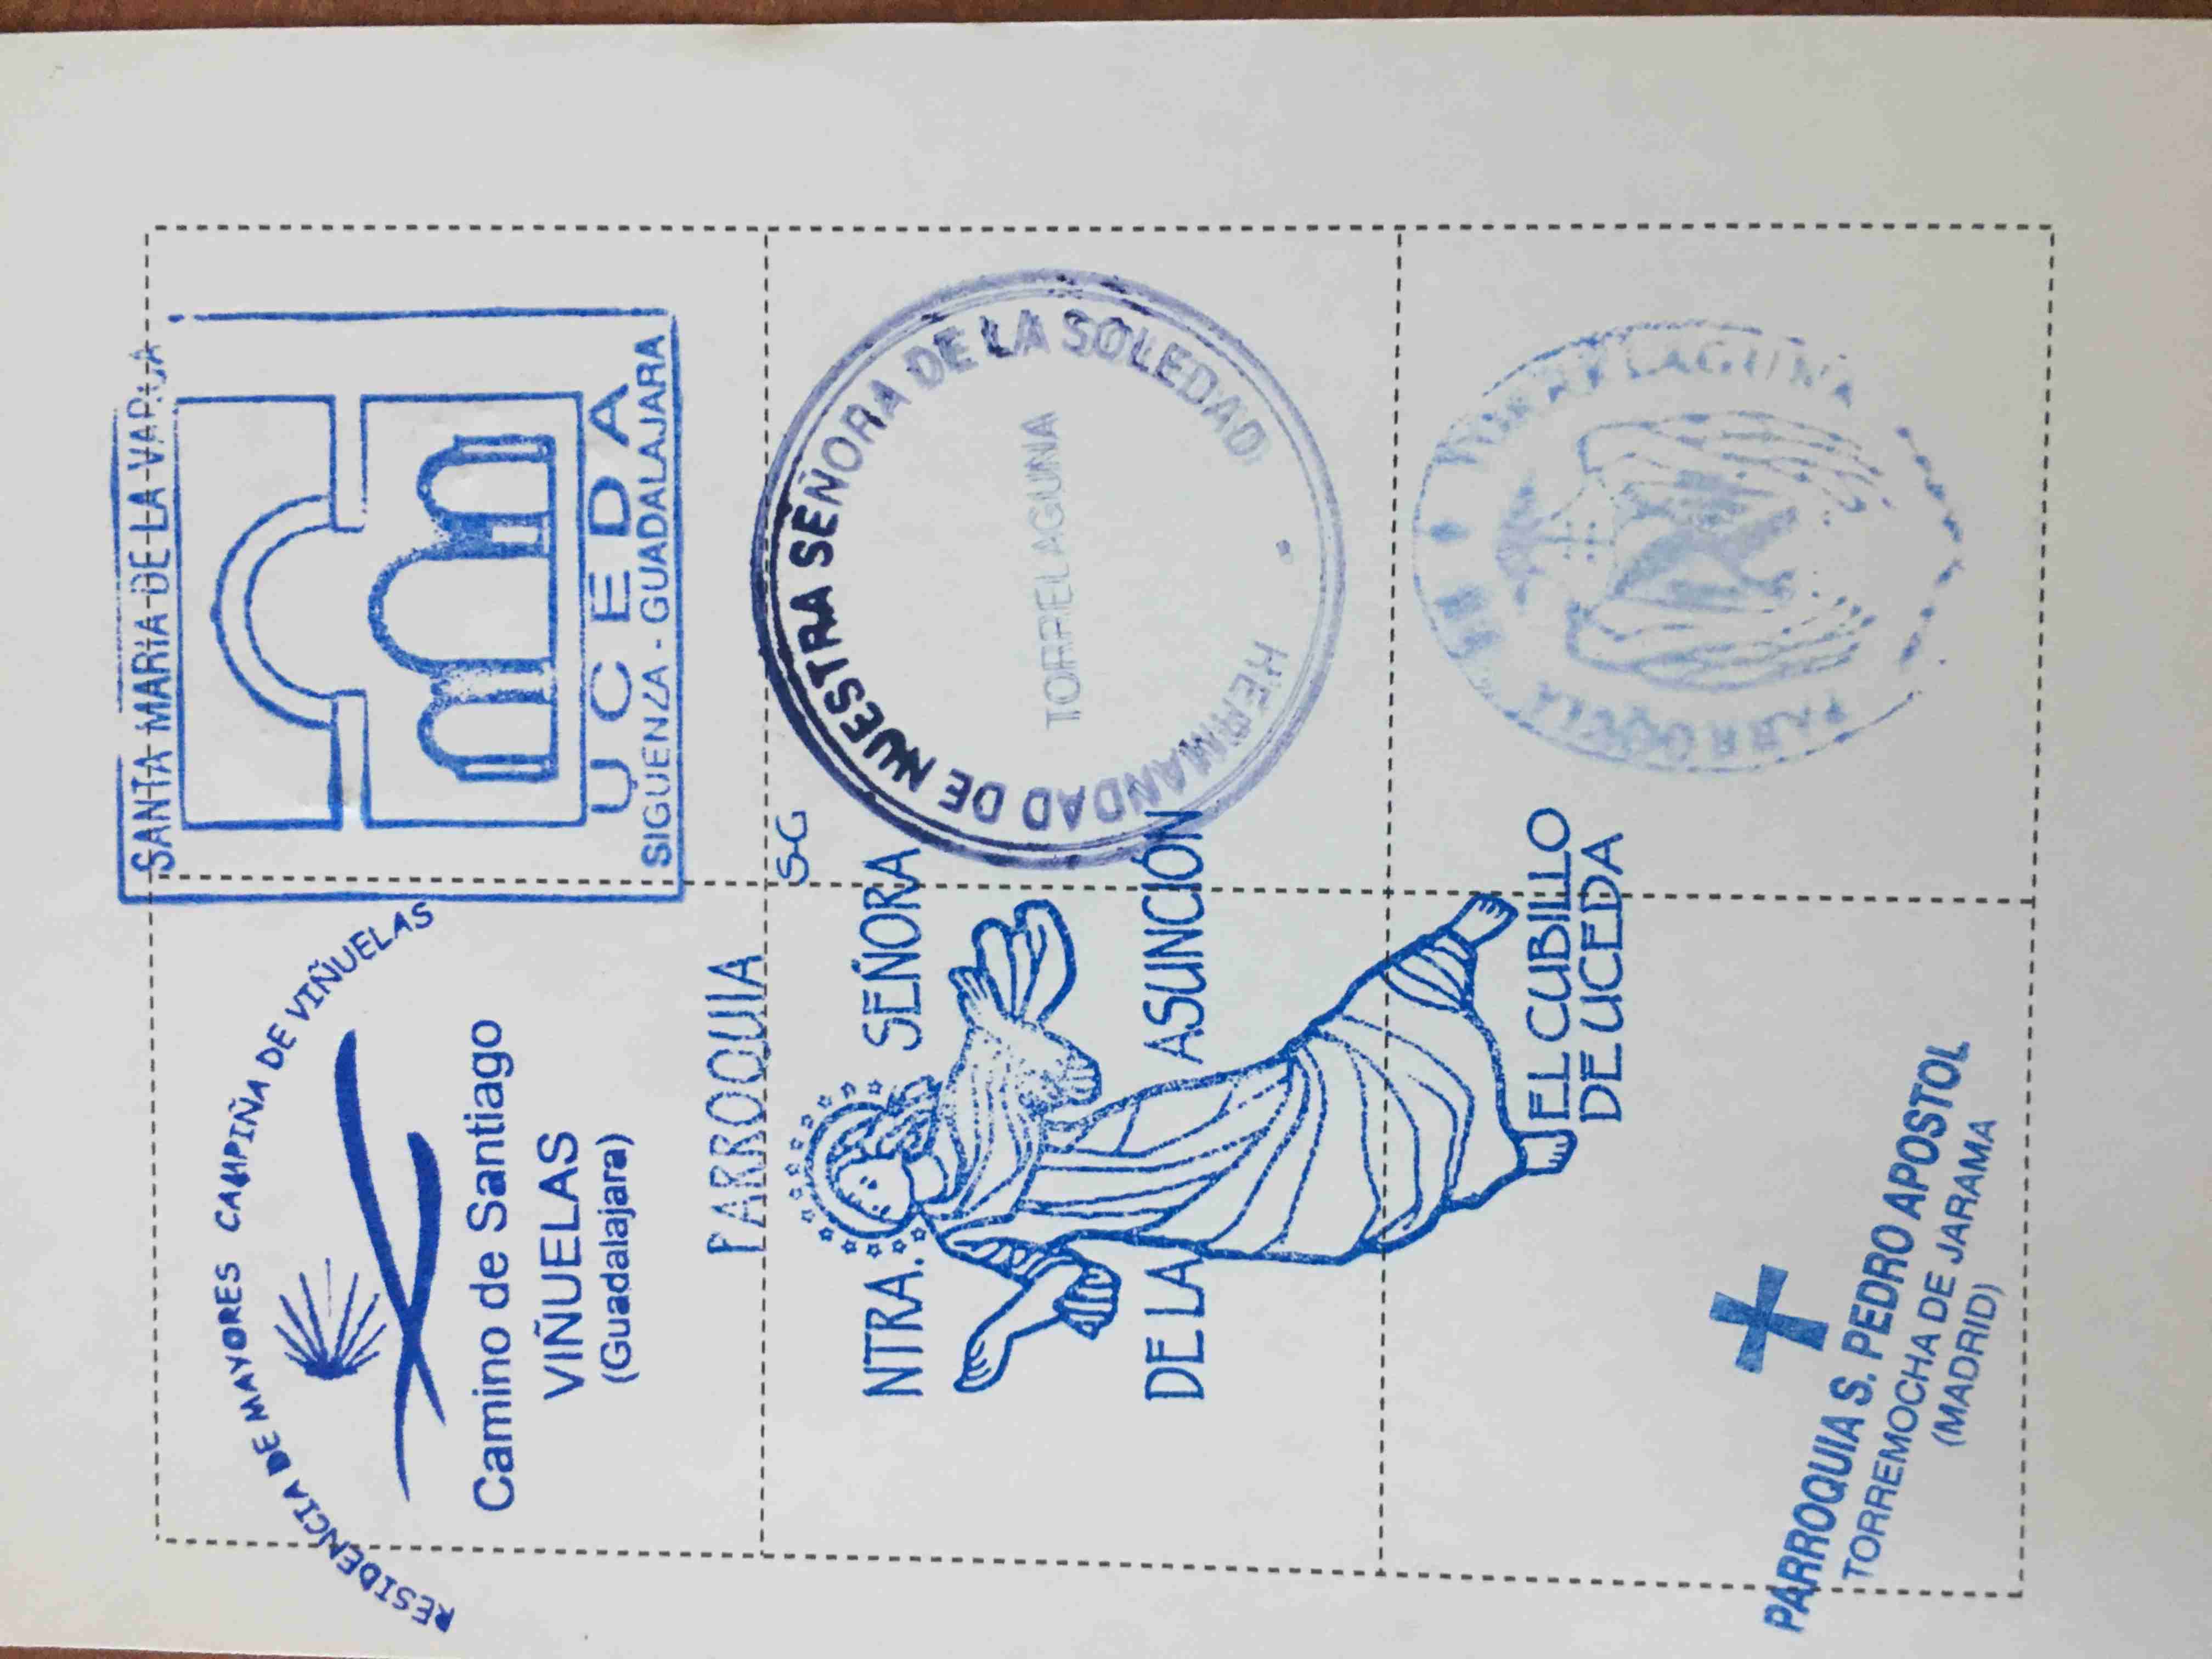 RESIDENCIA DE MAYORES CAMPIÑA DE VIÑUELAS
Camino de Santiago
VIÑUELAS
(Guadalajara)
SANTA MARIA DE LA VARGA
UCEDA
SIGÜENZA - GUADALAJARA
PARROQUIA
S-G
NTRA. SEÑORA
DE LA ASUNCIÓN
EL CUBILLO
DE UCEDA
HERMANDAD DE NUESTRA SEÑORA DE LA SOLEDAD
TORRELAGUNA
PARROQUIA S. PEDRO APOSTOL
TORREMOCHA DE JARAMA
(MADRID)
PARROQUIA
TORRELAGUNA